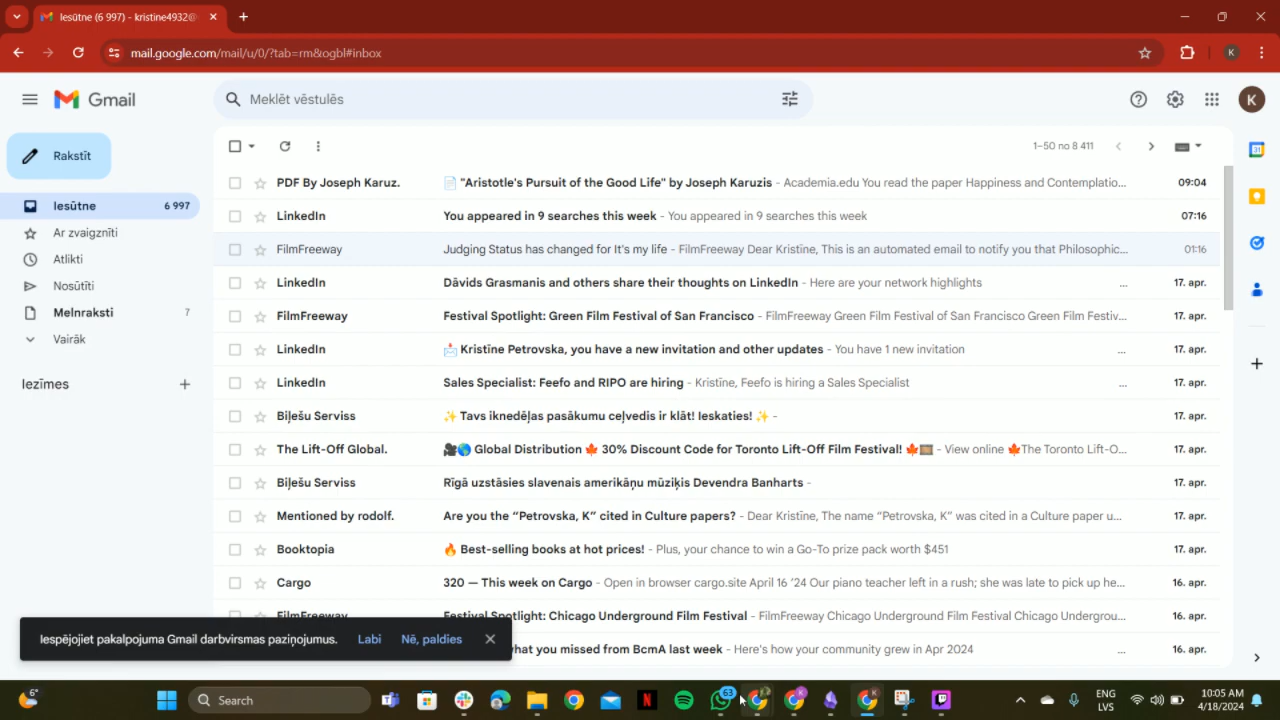 Iesūtne (6 997) - kristine4932@
mail.google.com/mail/u/0/?tab=rm&ogbl#inbox
K
Gmail
Meklēt vēstulēs
K
Rakstīt
1–50 no 8 411
Iesūtne 6 997
Ar zvaigznīti
Atlikti
Nosūtīti
Melnraksti 7
Vairāk
Iezīmes
PDF By Joseph Karuz. 📄 "Aristotle's Pursuit of the Good Life" by Joseph Karuzis - Academia.edu You read the paper Happiness and Contemplatio... 09:04
LinkedIn You appeared in 9 searches this week - You appeared in 9 searches this week 07:16
FilmFreeway Judging Status has changed for It's my life - FilmFreeway Dear Kristīne, This is an automated email to notify you that Philosophic... 01:16
LinkedIn Dāvids Grasmanis and others share their thoughts on LinkedIn - Here are your network highlights ... 17. apr.
FilmFreeway Festival Spotlight: Green Film Festival of San Francisco - FilmFreeway Green Film Festival of San Francisco Green Film Festiv... 17. apr.
LinkedIn 📩 Kristīne Petrovska, you have a new invitation and other updates - You have 1 new invitation ... 17. apr.
LinkedIn Sales Specialist: Feefo and RIPO are hiring - Kristīne, Feefo is hiring a Sales Specialist ... 17. apr.
Biļešu Serviss ✨ Tavs iknedēļas pasākumu ceļvedis ir klāt! Ieskaties! ✨ - 17. apr.
The Lift-Off Global. 🎥🌎 Global Distribution 🍁 30% Discount Code for Toronto Lift-Off Film Festival! 🍁🎞️ - View online 🍁The Toronto Lift-O... 17. apr.
Biļešu Serviss Rīgā uzstāsies slavenais amerikāņu mūziķis Devendra Banharts - 17. apr.
Mentioned by rodolf. Are you the “Petrovska, K” cited in Culture papers? - Dear Kristīne, The name “Petrovska, K” was cited in a Culture paper u... 17. apr.
Booktopia 🔥 Best-selling books at hot prices! - Plus, your chance to win a Go-To prize pack worth $451 17. apr.
Cargo 320 — This week on Cargo - Open in browser cargo.site April 16 ’24 Our piano teacher left in a rush; she was late to pick up he... 16. apr.
FilmFreeway Festival Spotlight: Chicago Underground Film Festival - FilmFreeway Chicago Underground Film Festival Chicago Undergrou... 16. apr.
what you missed from BcmA last week - Here's how your community grew in Apr 2024 ... 16. apr.
Iespējojiet pakalpojuma Gmail darbvirsmas paziņojumus. Labi Nē, paldies
6°
Search
63
ENG
LVS
10:05 AM
4/18/2024